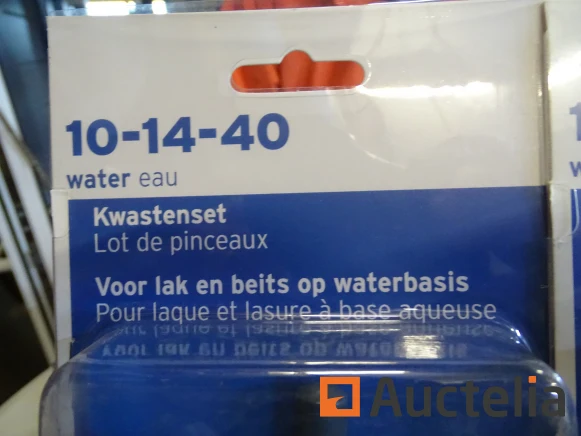 10-14-40
water eau
Kwastenset
Lot de pinceaux
Voor lak en beits op waterbasis
Pour laque et lasure à base aqueuse
Auctelia